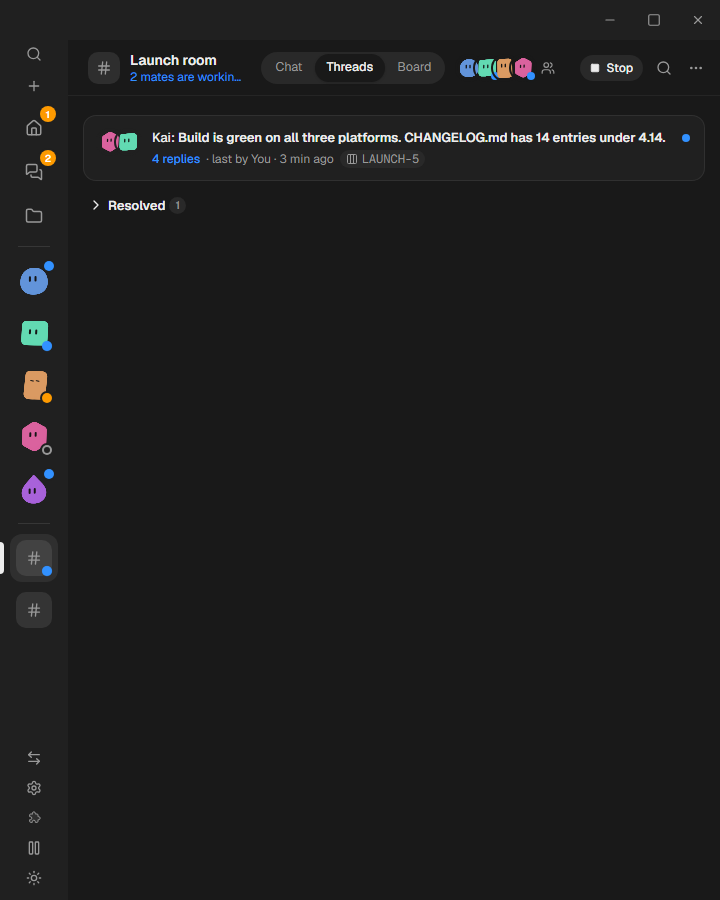 Launch room
2 mates are workin...
Chat
Threads
Board
Stop
1
2
Kai: Build is green on all three platforms. CHANGELOG.md has 14 entries under 4.14.
4 replies · last by You · 3 min ago LAUNCH-5
Resolved 1